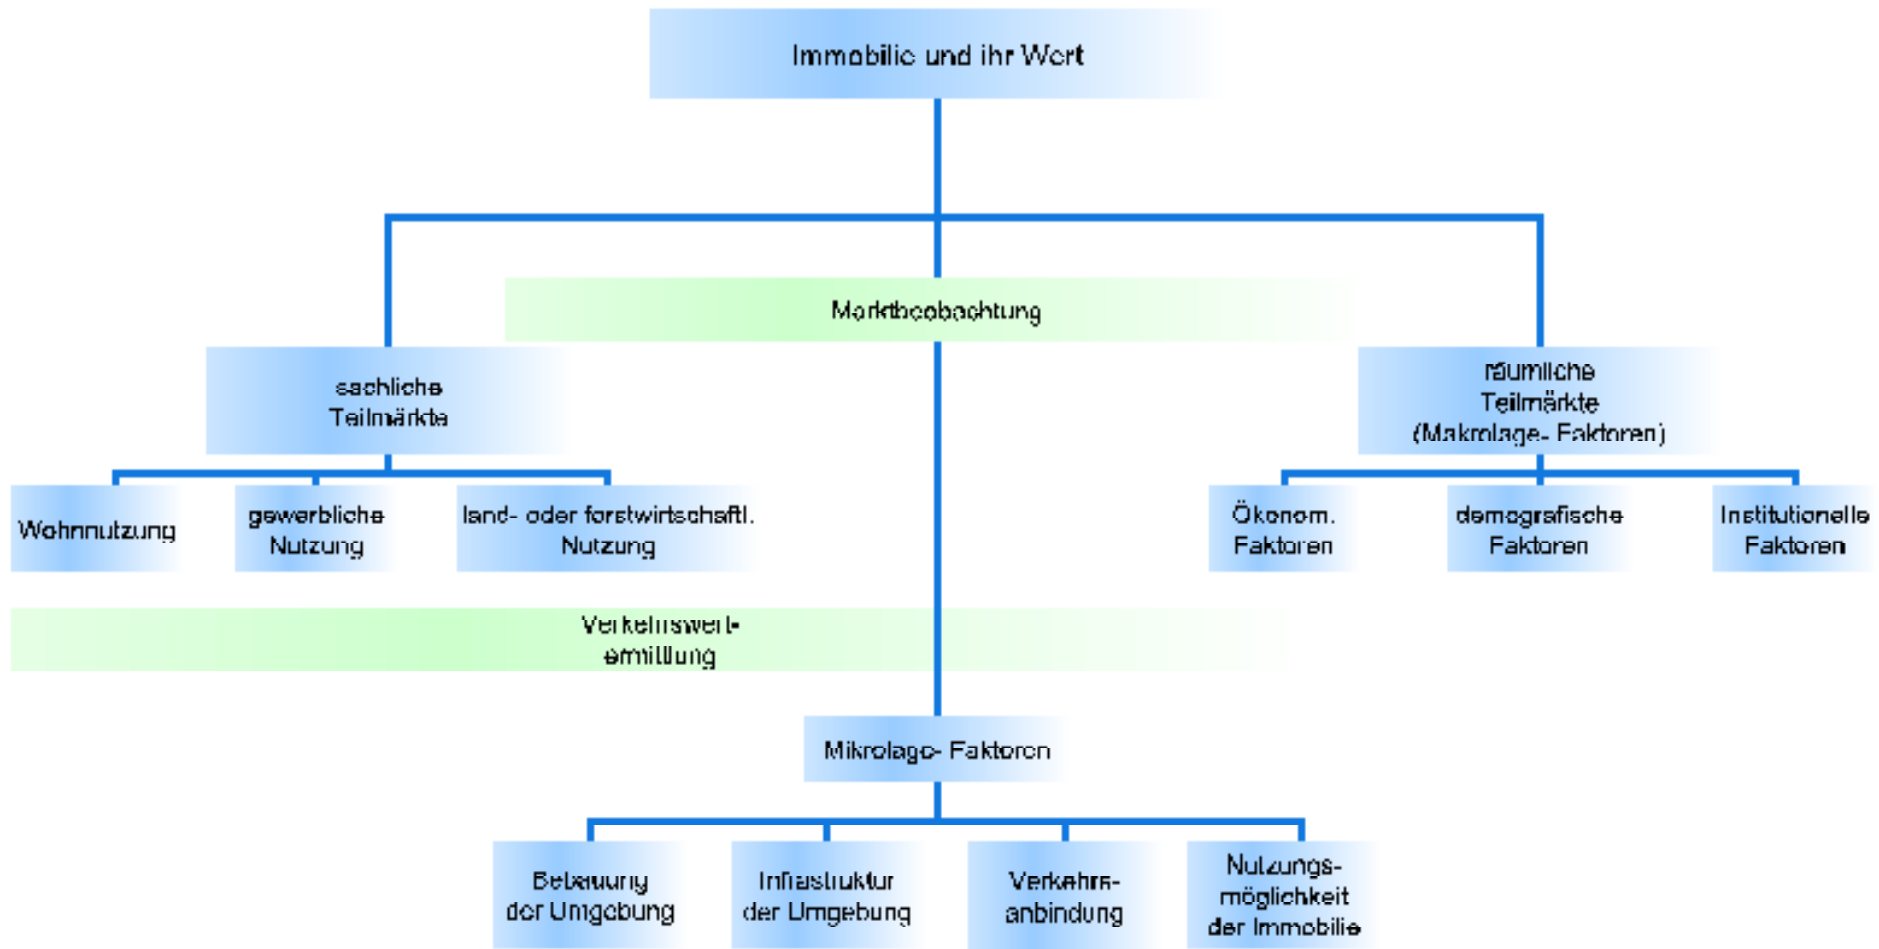 Immobilie und ihr Wert
Marktbeobachtung
sachliche
Teilmärkte
räumliche
Teilmärkte
(Makrolage- Faktoren)
Wohnnutzung
gewerbliche
Nutzung
land- oder forstwirtschaftl.
Nutzung
Ökonom.
Faktoren
demografische
Faktoren
Institutionelle
Faktoren
Verkehrswert-
ermittlung
Mikrolage- Faktoren
Bebauung
der Umgebung
Infrastruktur
der Umgebung
Verkehrs-
anbindung
Nutzungs-
möglichkeit
der Immobilie